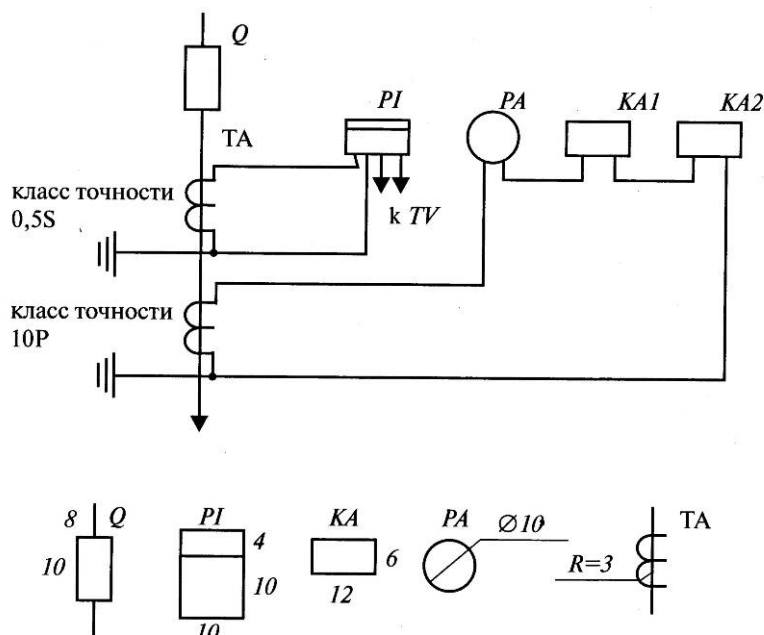 Q
PI
PA
KA1
KA2
TA
класс точности
0,5S
k TV
класс точности
10P
8
Q
10
PI
4
10
10
KA
6
12
PA
Ø10
R=3
TA